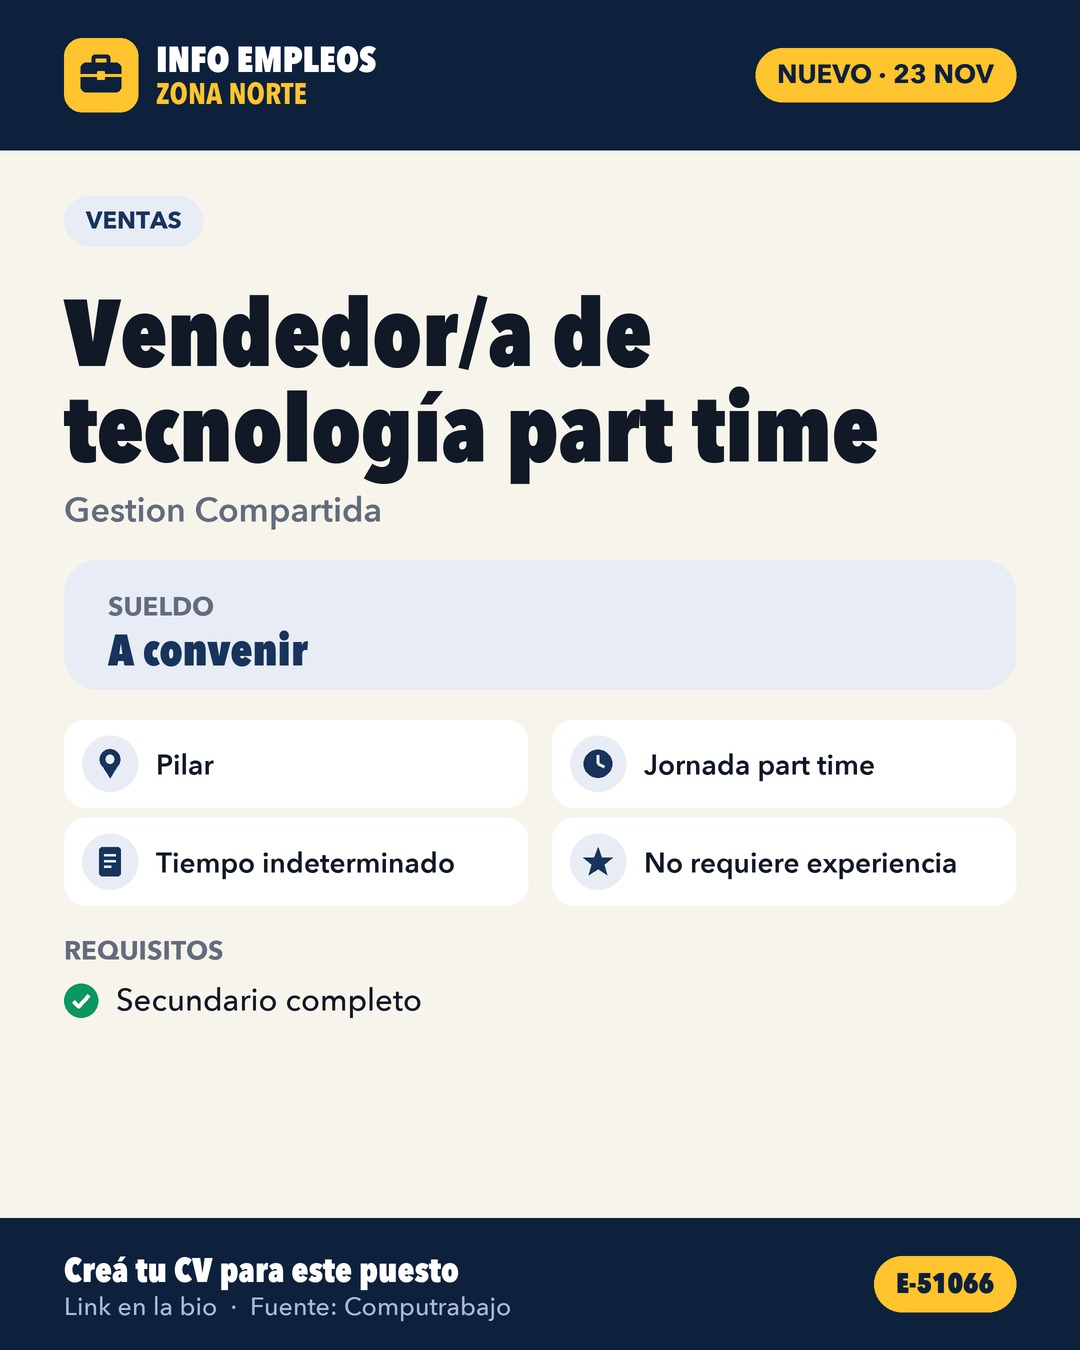 INFO EMPLEOS
ZONA NORTE
NUEVO · 23 NOV
VENTAS
Vendedor/a de
tecnología part time
Gestion Compartida
SUELDO
A convenir
Pilar
Jornada part time
Tiempo indeterminado
No requiere experiencia
REQUISITOS
Secundario completo
Creá tu CV para este puesto
Link en la bio · Fuente: Computrabajo
E-51066